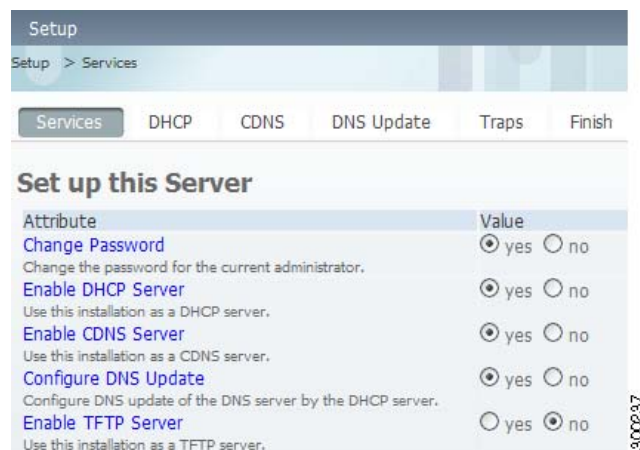 Setup
Setup > Services
Services DHCP CDNS DNS Update Traps Finish
Set up this Server
Attribute Value
Change Password yes no
Change the password for the current administrator.
Enable DHCP Server yes no
Use this installation as a DHCP server.
Enable CDNS Server yes no
Use this installation as a CDNS server.
Configure DNS Update yes no
Configure DNS update of the DNS server by the DHCP server.
Enable TFTP Server yes no
Use this installation as a TFTP server.